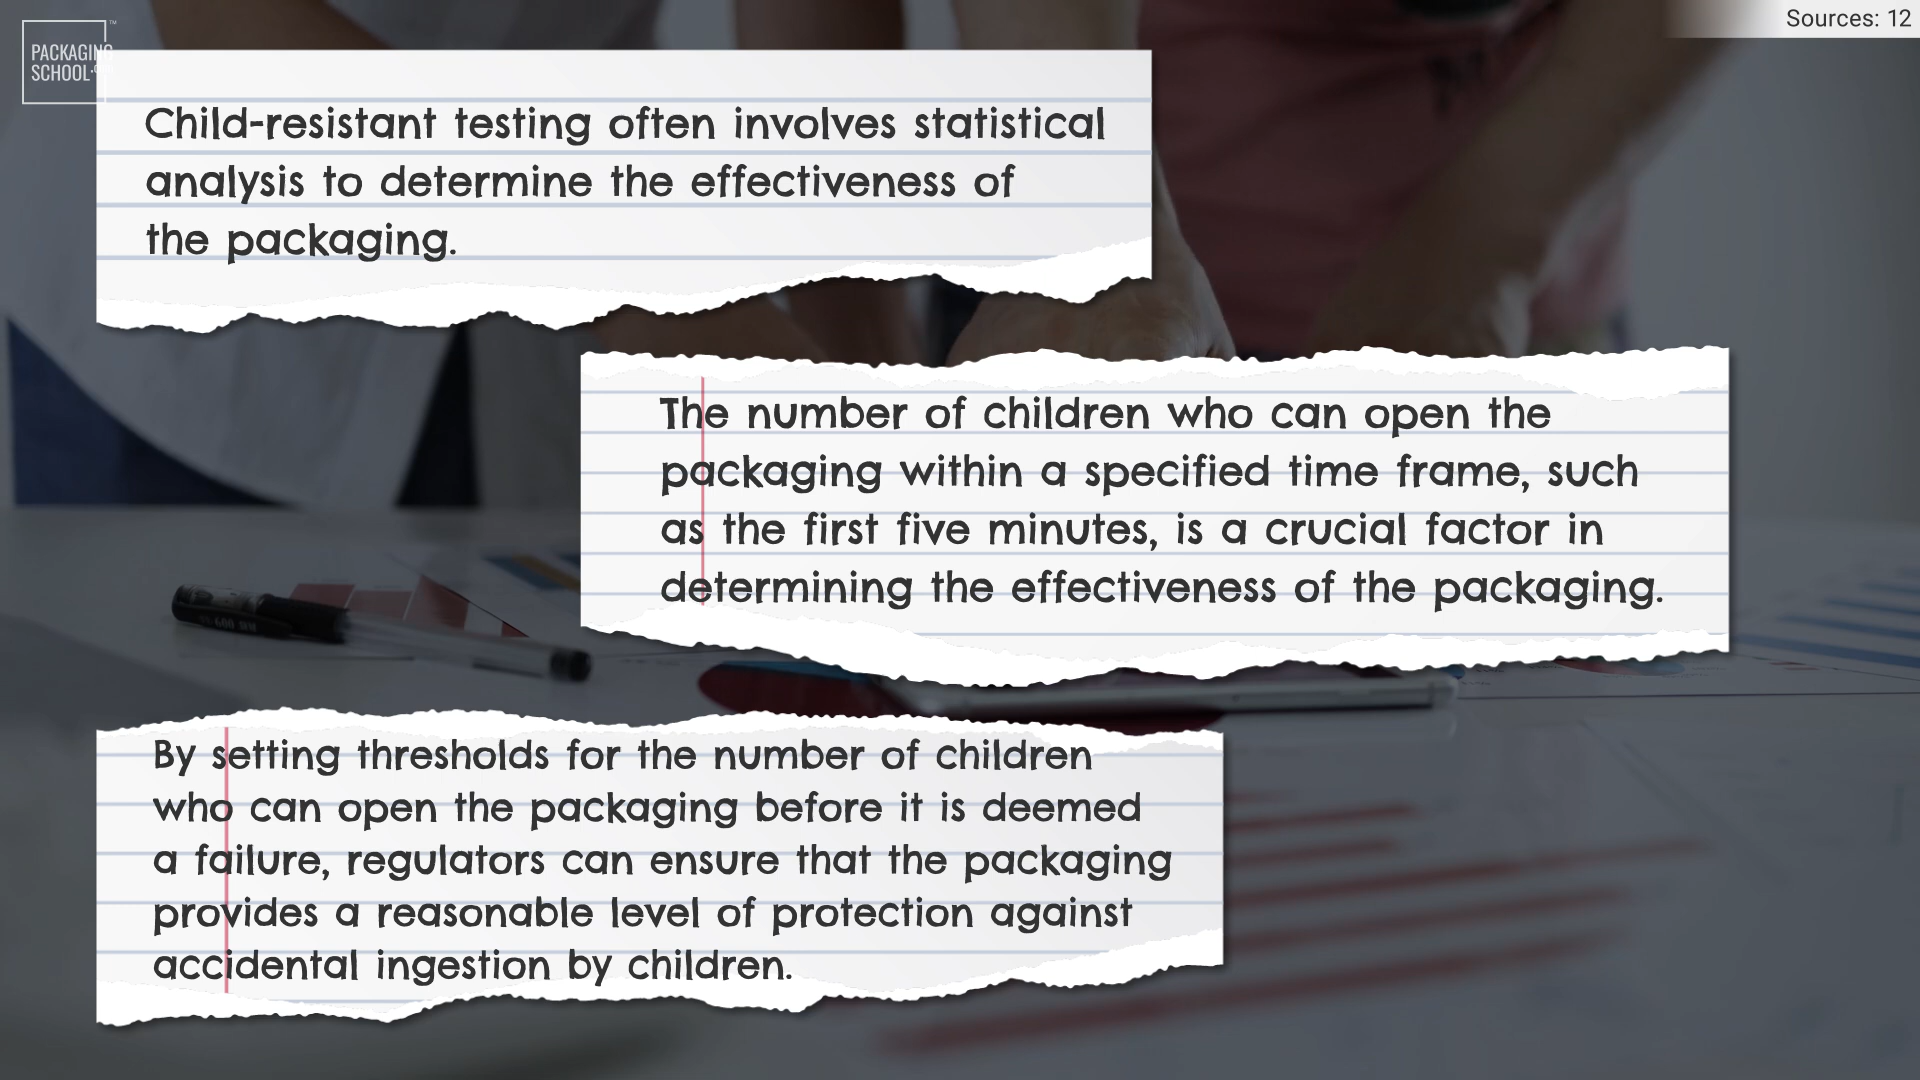 Sources: 12
PACKAGING
SCHOOL
Child-resistant testing often involves statistical
analysis to determine the effectiveness of
the packaging.
The number of children who can open the
packaging within a specified time frame, such
as the first five minutes, is a crucial factor in
determining the effectiveness of the packaging.
By setting thresholds for the number of children
who can open the packaging before it is deemed
a failure, regulators can ensure that the packaging
provides a reasonable level of protection against
accidental ingestion by children.